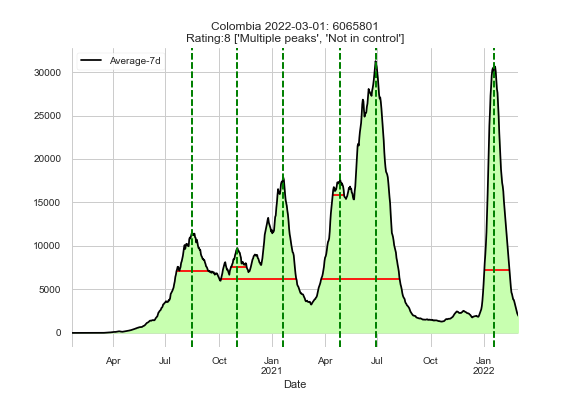 Colombia 2022-03-01: 6065801
Rating:8 ['Multiple peaks', 'Not in control']
Average-7d
30000
25000
20000
15000
10000
5000
0
Apr Jul Oct Jan Apr Jul Oct Jan
2021 2022
Date